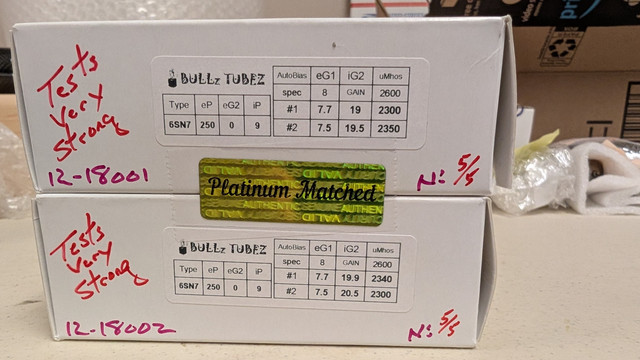 Tests
Very
Strong
BULLz TUBEZ
Type eP eG2 iP
6SN7 250 0 9
AutoBias eG1 iG2 uMhos
spec 8 GAIN 2600
#1 7.7 19 2300
#2 7.5 19.5 2350
12-18001
N: 5/5
Platinum Matched
VALID
Tests
Very
Strong
BULLz TUBEZ
Type eP eG2 iP
6SN7 250 0 9
AutoBias eG1 iG2 uMhos
spec 8 GAIN 2600
#1 7.7 19.9 2340
#2 7.5 20.5 2300
12-18002
N: 5/5